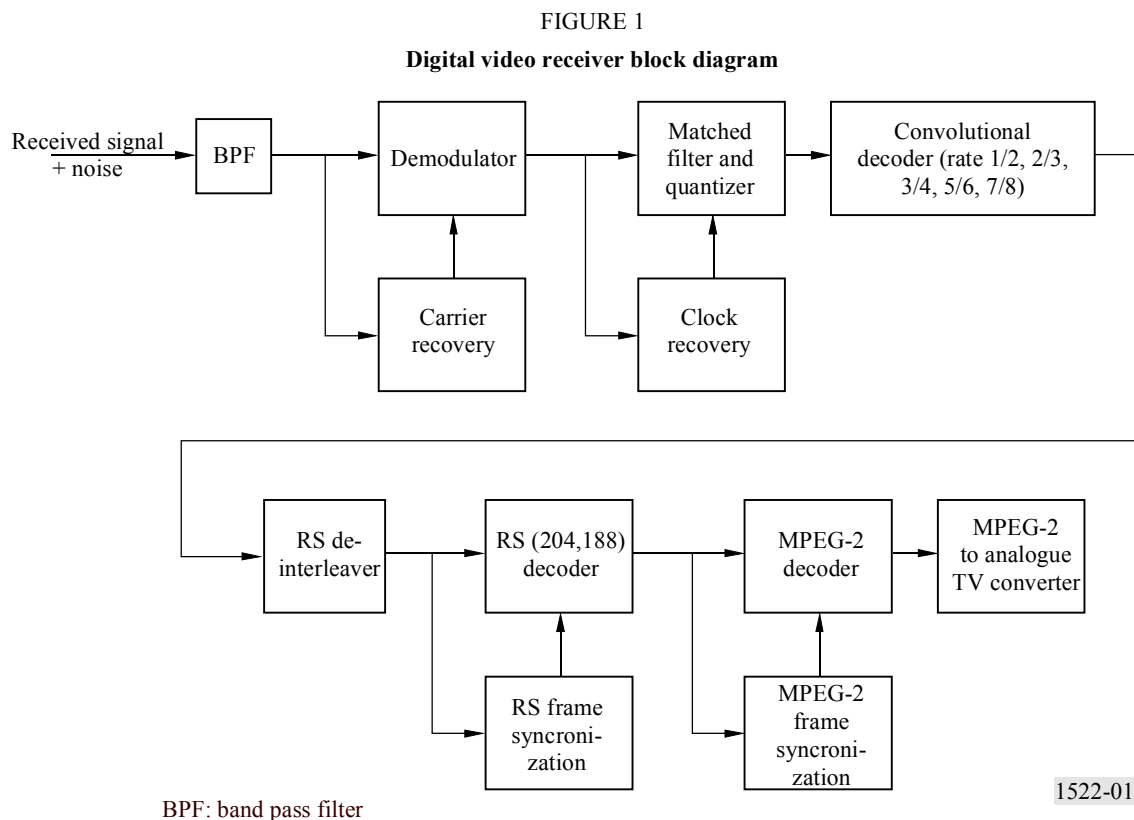 FIGURE 1
Digital video receiver block diagram
Received signal
+ noise
BPF
Demodulator
Matched
filter and
quantizer
Convolutional
decoder (rate 1/2, 2/3,
3/4, 5/6, 7/8)
Carrier
recovery
Clock
recovery
RS de-
interleaver
RS (204,188)
decoder
MPEG-2
decoder
MPEG-2
to analogue
TV converter
RS frame
syncroni-
zation
MPEG-2
frame
syncroni-
zation
1522-01
BPF: band pass filter